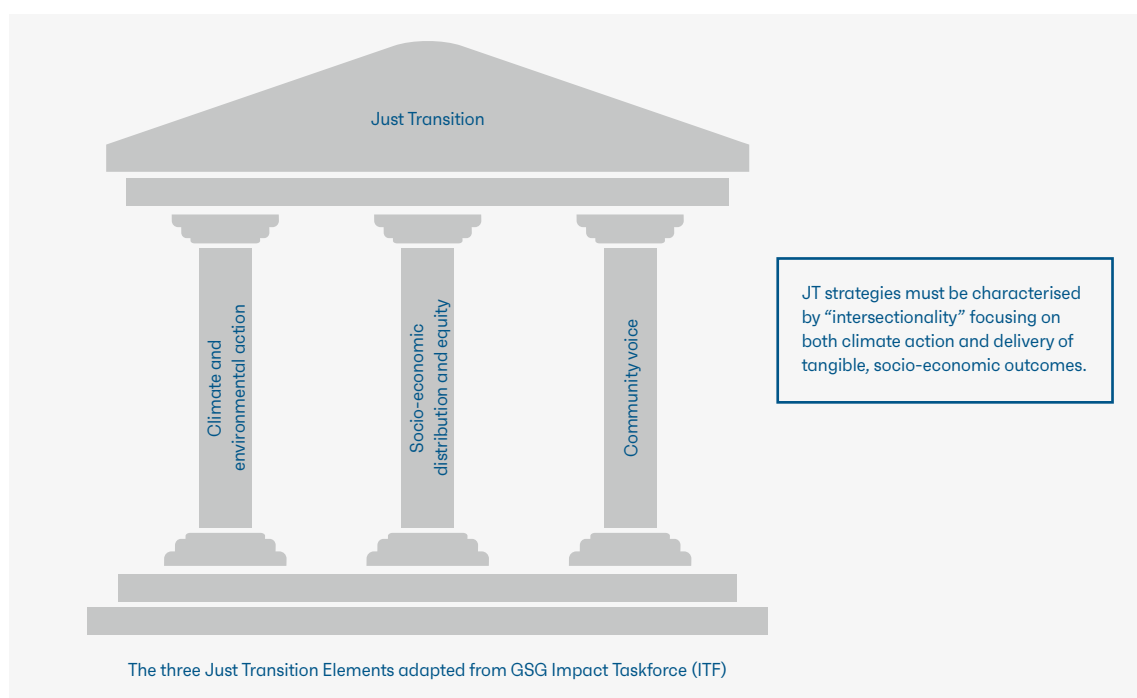 Just Transition
Climate and
environmental action
Socio-economic
distribution and equity
Community voice
JT strategies must be characterised
by “intersectionality” focusing on
both climate action and delivery of
tangible, socio-economic outcomes.
The three Just Transition Elements adapted from GSG Impact Taskforce (ITF)